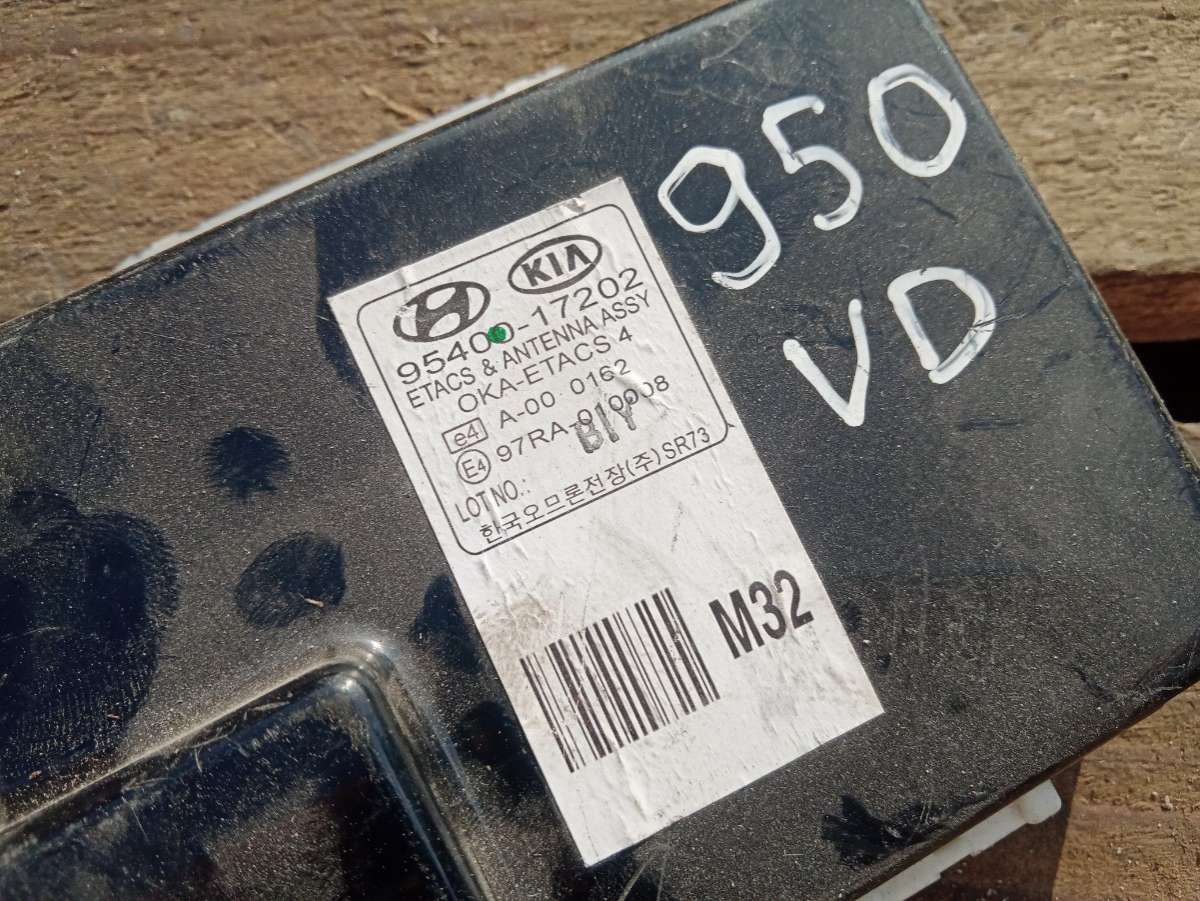 KIA
95400-17202
ETACS & ANTENNA ASSY
OKA-ETACS 4
e4 A-00 0162
E4 97RA-010008
B1Y
LOT NO.:
한국오므론전장(주)SR73
M32
950
VD